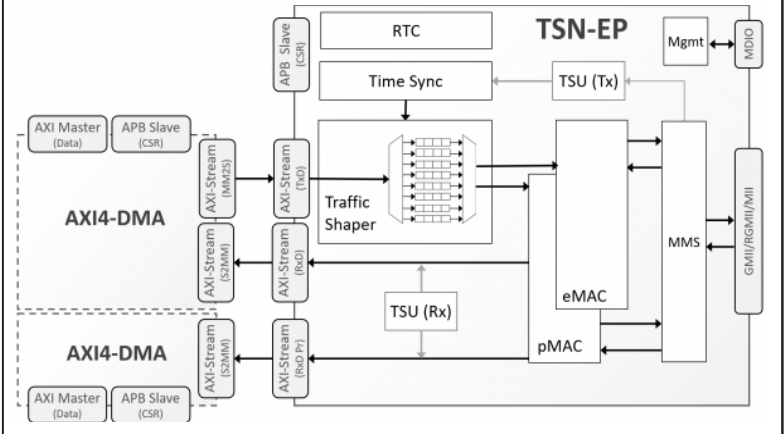 TSN-EP
RTC
APB Slave
(CSR)
Mgmt
MDIO
Time Sync
TSU (Tx)
AXI Master
(Data)
APB Slave
(CSR)
AXI-Stream
(MM2S)
AXI-Stream
(TxD)
Traffic
Shaper
AXI4-DMA
AXI-Stream
(S2MM)
AXI-Stream
(RxD)
MMS
GMII/RGMII/MII
eMAC
TSU (Rx)
pMAC
AXI4-DMA
AXI-Stream
(S2MM)
AXI-Stream
(RxD Pr)
AXI Master
(Data)
APB Slave
(CSR)